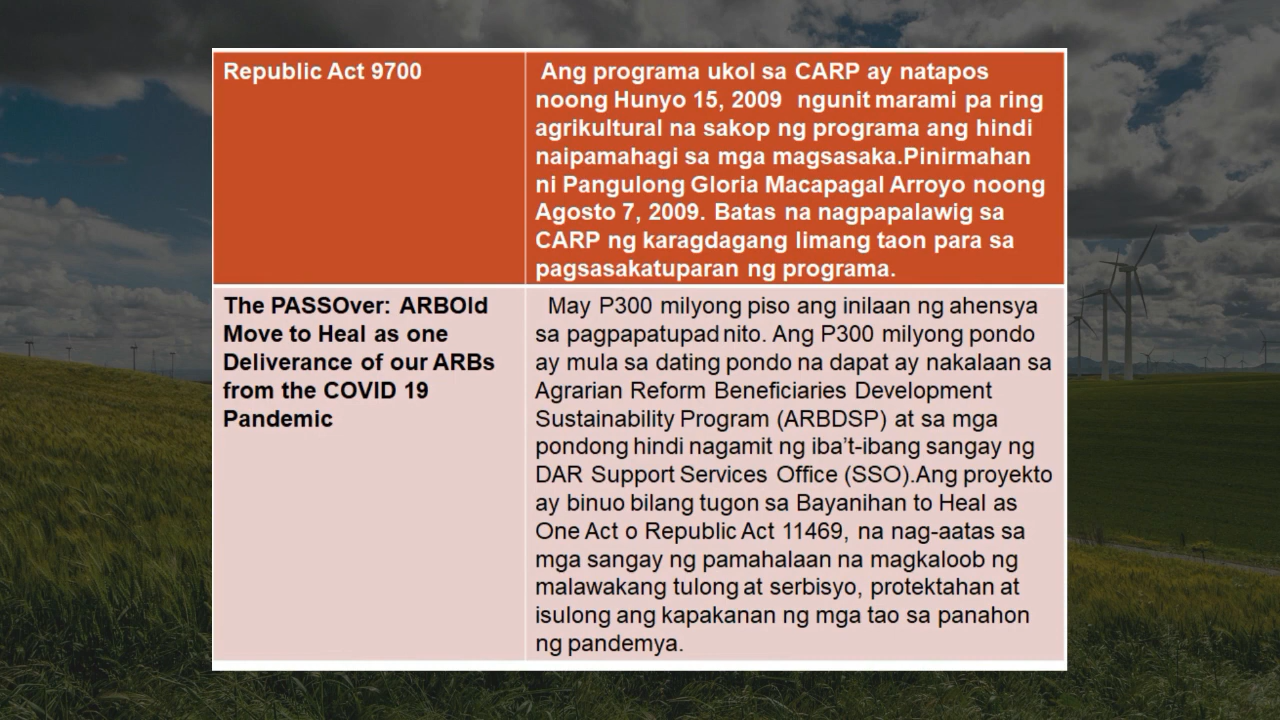 Republic Act 9700
Ang programa ukol sa CARP ay natapos
noong Hunyo 15, 2009 ngunit marami pa ring
agrikultural na sakop ng programa ang hindi
naipamahagi sa mga magsasaka.Pinirmahan
ni Pangulong Gloria Macapagal Arroyo noong
Agosto 7, 2009. Batas na nagpapalawig sa
CARP ng karagdagang limang taon para sa
pagsasakatuparan ng programa.
The PASSOver: ARBOld
Move to Heal as one
Deliverance of our ARBs
from the COVID 19
Pandemic
May P300 milyong piso ang inilaan ng ahensya
sa pagpapatupad nito. Ang P300 milyong pondo
ay mula sa dating pondo na dapat ay nakalaan sa
Agrarian Reform Beneficiaries Development
Sustainability Program (ARBDSP) at sa mga
pondong hindi nagamit ng iba't-ibang sangay ng
DAR Support Services Office (SSO).Ang proyekto
ay binuo bilang tugon sa Bayanihan to Heal as
One Act o Republic Act 11469, na nag-aatas sa
mga sangay ng pamahalaan na magkaloob ng
malawakang tulong at serbisyo, protektahan at
isulong ang kapakanan ng mga tao sa panahon
ng pandemya.